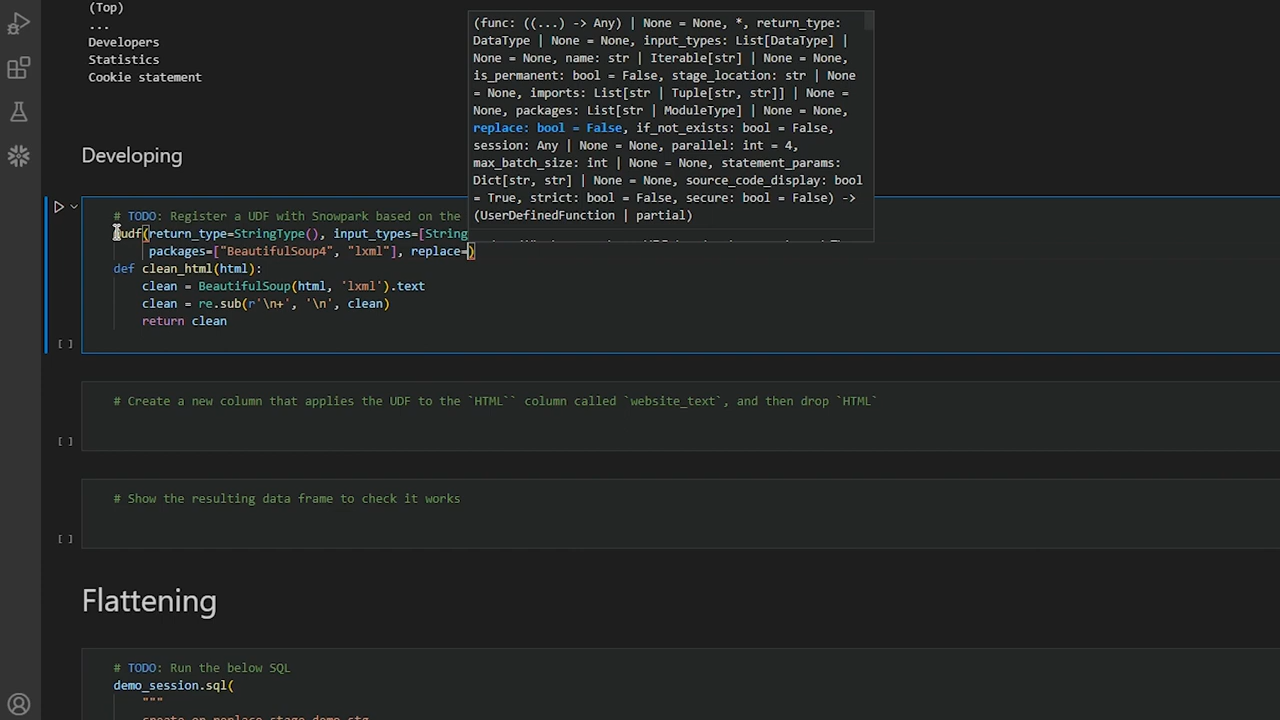 (Top)
...
Developers
Statistics
Cookie statement
(func: ((...) -> Any) | None = None, *, return_type:
DataType | None = None, input_types: List[DataType] |
None = None, name: str | Iterable[str] | None = None,
is_permanent: bool = False, stage_location: str | None
= None, imports: List[str | Tuple[str, str]] | None =
None, packages: List[str | ModuleType] | None = None,
replace: bool = False, if_not_exists: bool = False,
session: Any | None = None, parallel: int = 4,
max_batch_size: int | None = None, statement_params:
Dict[str, str] | None = None, source_code_display: bool
= True, strict: bool = False, secure: bool = False) ->
(UserDefinedFunction | partial)
Developing
# TODO: Register a UDF with Snowpark based on the
udf(return_type=StringType(), input_types=[String
packages=["BeautifulSoup4", "lxml"], replace=)
def clean_html(html):
clean = BeautifulSoup(html, 'lxml').text
clean = re.sub(r'\n+', '\n', clean)
return clean
[ ]
# Create a new column that applies the UDF to the `HTML`` column called `website_text`, and then drop `HTML`
[ ]
# Show the resulting data frame to check it works
[ ]
Flattening
# TODO: Run the below SQL
demo_session.sql(
"""
create or replace stage demo_stg